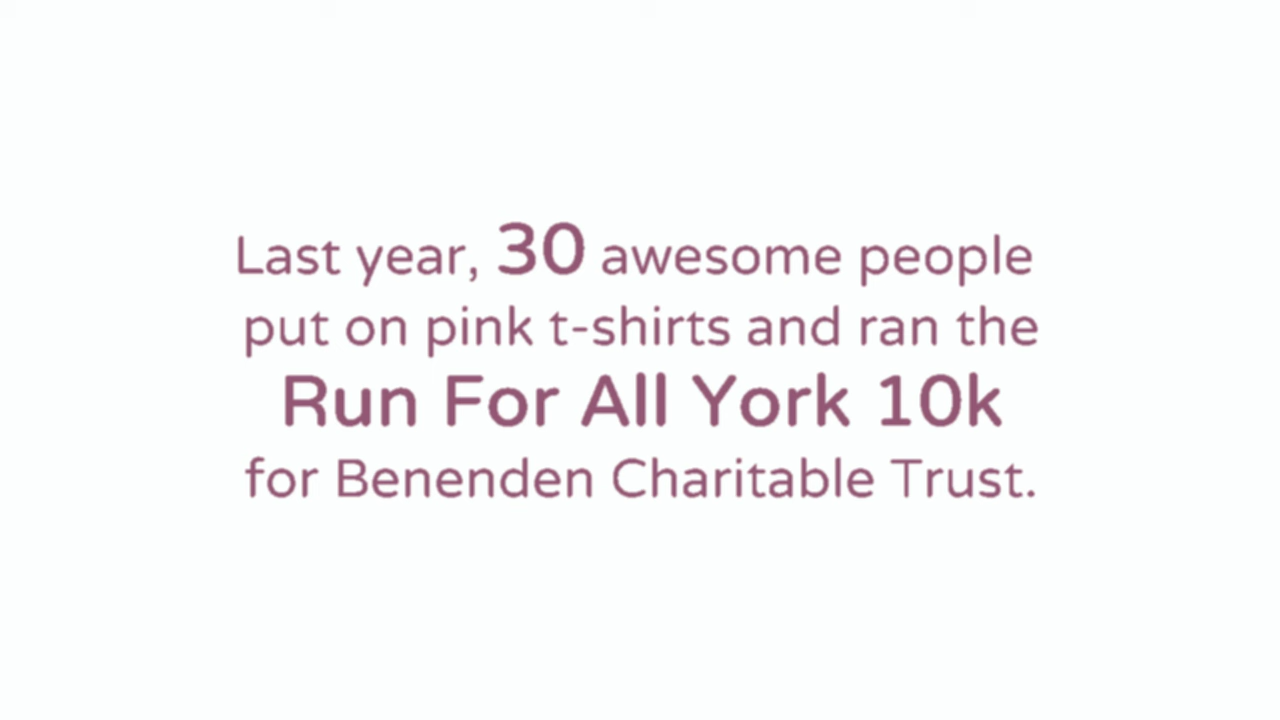 Last year, 30 awesome people
put on pink t-shirts and ran the
Run For All York 10k
for Benenden Charitable Trust.